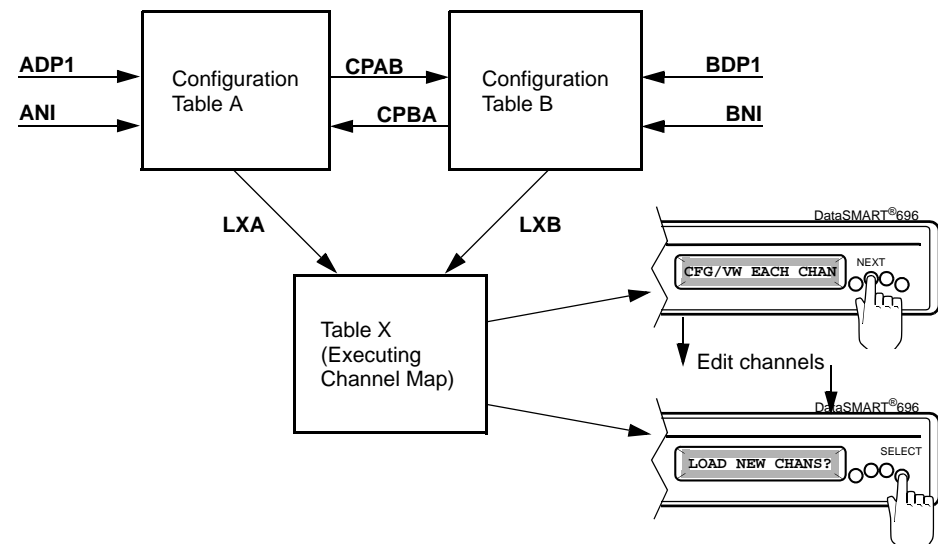 ADP1
ANI
Configuration
Table A
CPAB
CPBA
Configuration
Table B
BDP1
BNI
LXA
LXB
Table X
(Executing
Channel Map)
DataSMART®696
CFG/VW EACH CHAN
NEXT
Edit channels
DataSMART®696
LOAD NEW CHANS?
SELECT